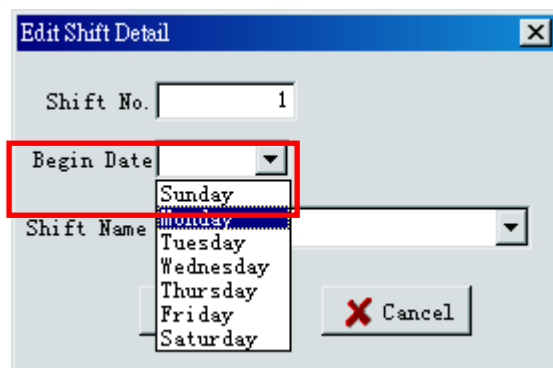 Edit Shift Detail
Shift No. 1
Begin Date
Sunday
Monday
Shift Name
Tuesday
Wednesday
Thursday
Friday
Saturday
Cancel